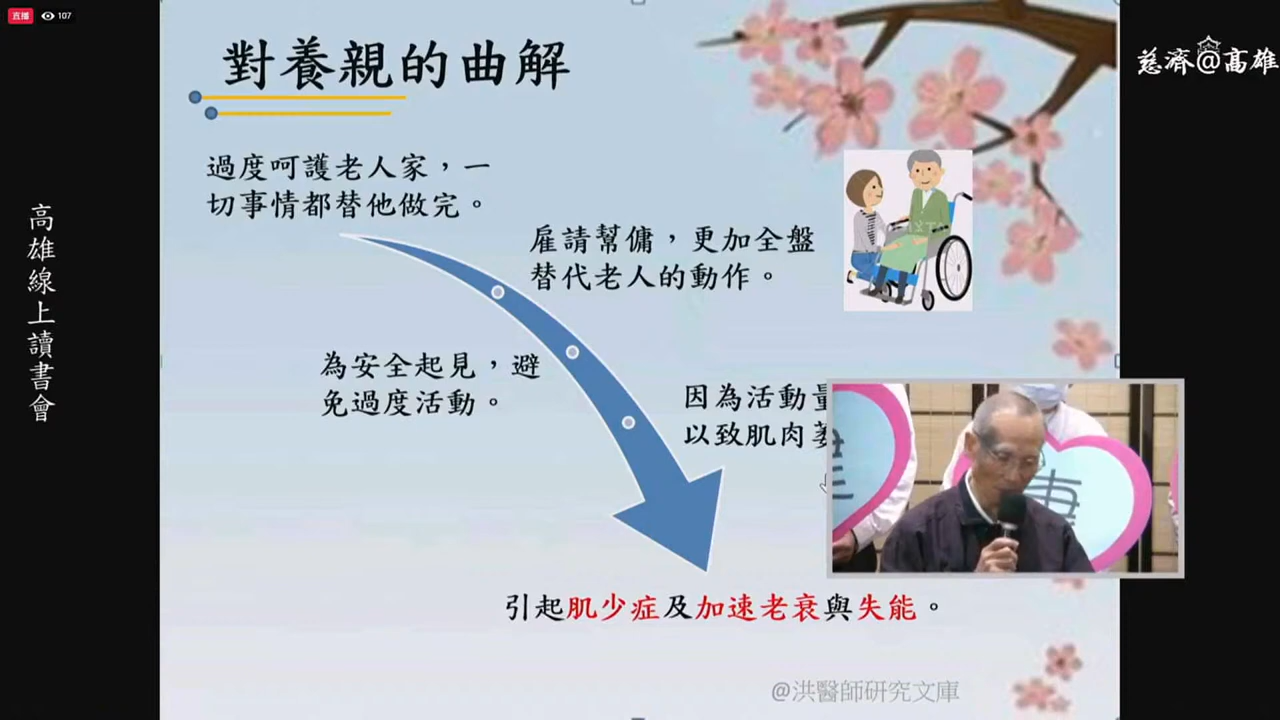 直播 107
慈濟@高雄
高雄線上讀書會
對養親的曲解
過度呵護老人家，一
切事情都替他做完。
雇請幫傭，更加全盤
替代老人的動作。
為安全起見，避
免過度活動。
因為活動量
以致肌肉萎
引起肌少症及加速老衰與失能。
@洪醫師研究文庫